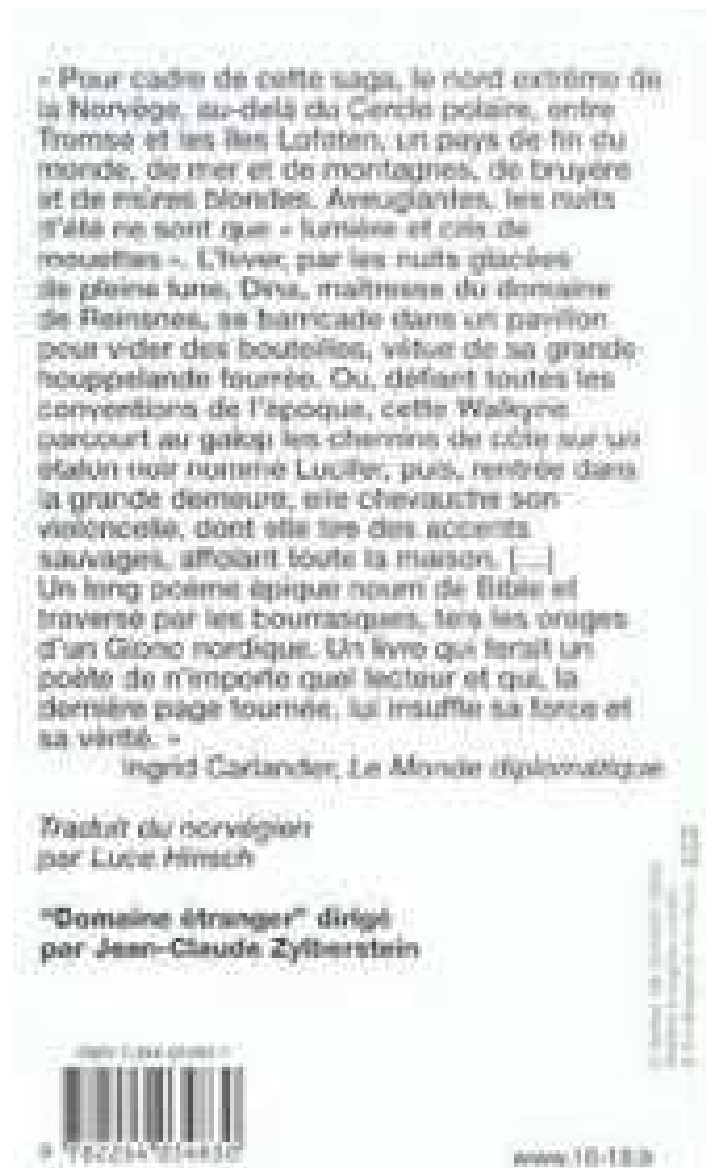 « Pour cadre de cette saga, le nord extrême de
la Norvège, au-delà du Cercle polaire, entre
Tromsø et les îles Lofoten, un pays de fin du
monde, de mer et de montagnes, de bruyère
et de mûres blondes. Aveuglantes, les nuits
d'été ne sont que « lumière et cris de
mouettes ». L'hiver, par les nuits glacées
de pleine lune, Dina, maîtresse du domaine
de Reinsnes, se barricade dans un pavillon
pour vider des bouteilles, vêtue de sa grande
houppelande fourrée. Ou, défiant toutes les
conventions de l'époque, cette Walkyrie
parcourt au galop les chemins de côte sur un
étalon noir nommé Lucifer, puis, rentrée dans
la grande demeure, elle chevauche son
violoncelle, dont elle tire des accents
sauvages, affolant toute la maison. [...]
Un long poème épique nourri de Bible et
traversé par les bourrasques, tels les orages
d'un Giono nordique. Un livre qui ferait un
poète de n'importe quel lecteur et qui, la
dernière page tournée, lui insuffle sa force et
sa vérité. »
Ingrid Carlander, Le Monde diplomatique
Traduit du norvégien
par Luce Hinsch
"Domaine étranger" dirigé
par Jean-Claude Zylberstein
www.10-18.fr